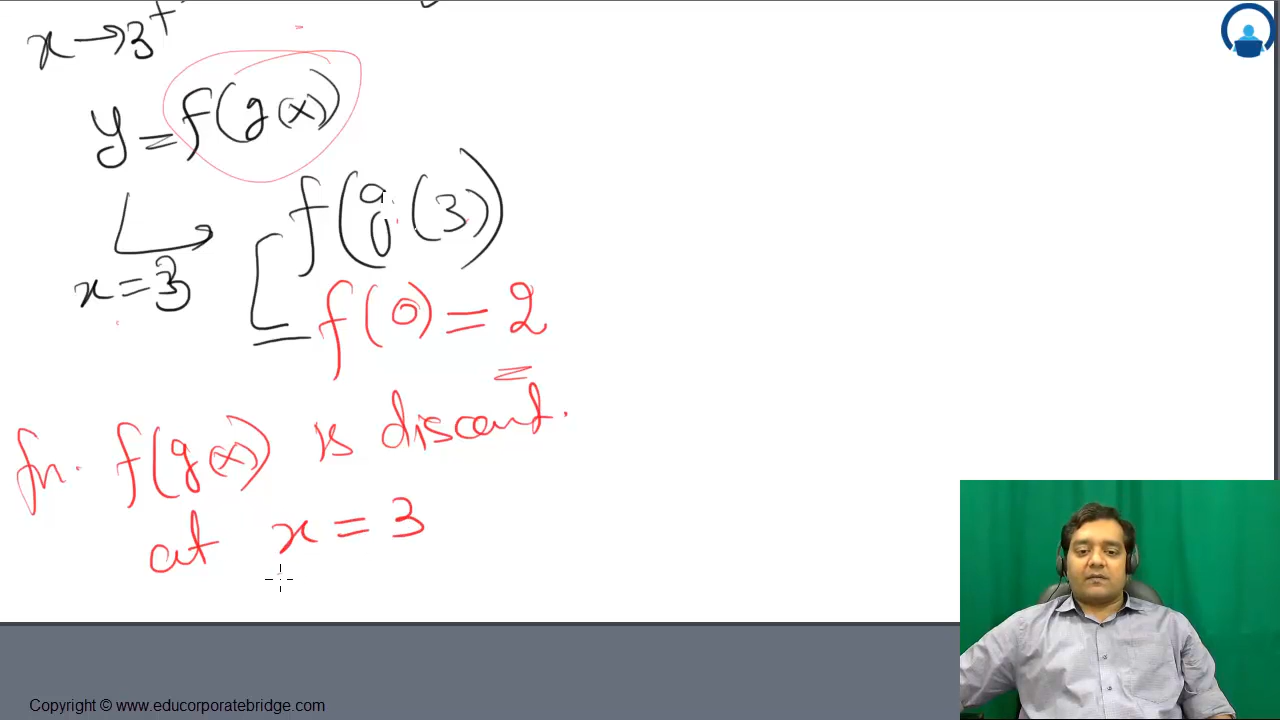 x→3⁺
y = f(g(x))
f(g(3))
x = 3
f(0) = 2
fn. f(g(x)) is discont.
at x = 3
Copyright © www.educorporatebridge.com